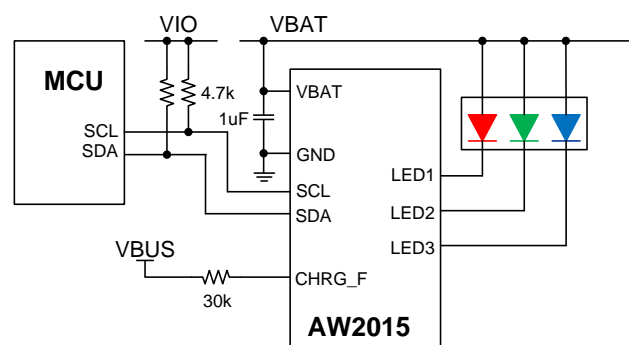 VIO
VBAT
MCU
4.7k
VBAT
1uF
SCL
SDA
GND
LED1
SCL
LED2
SDA
LED3
VBUS
CHRG_F
30k
AW2015